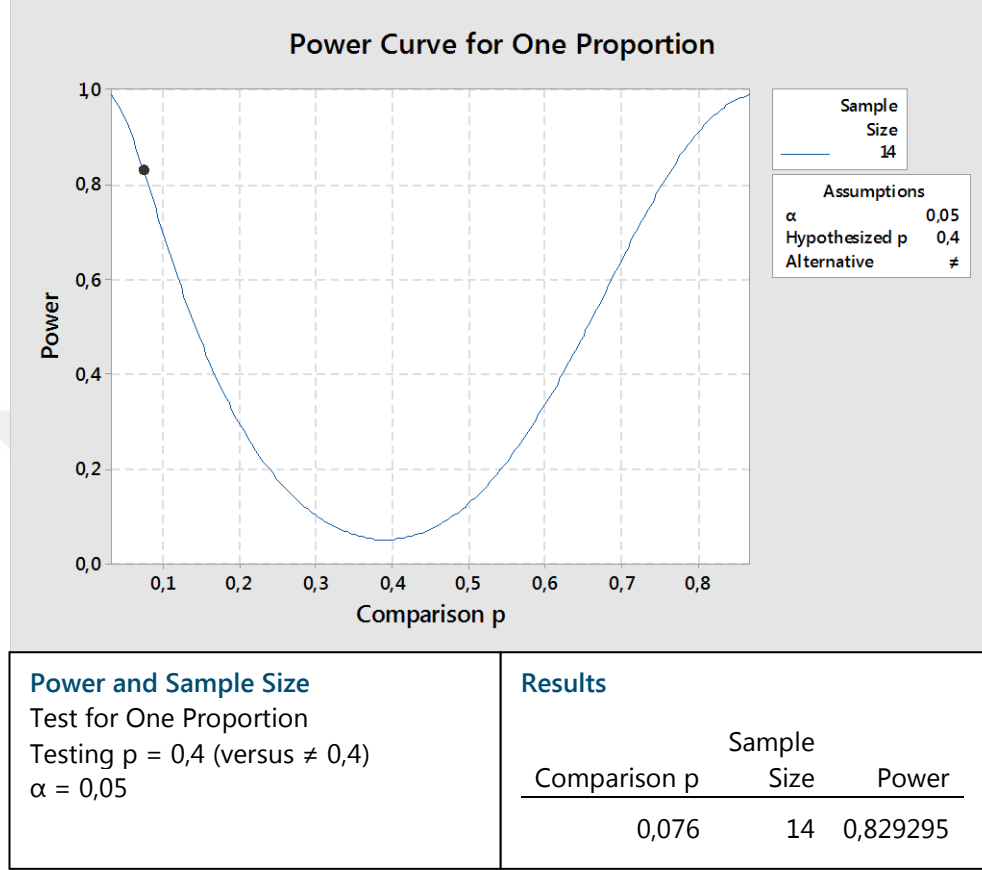 Power Curve for One Proportion
1,0
0,8
0,6
0,4
0,2
0,0
Power
0,1 0,2 0,3 0,4 0,5 0,6 0,7 0,8
Comparison p
Sample
Size
14
Assumptions
α 0,05
Hypothesized p 0,4
Alternative ≠
Power and Sample Size
Test for One Proportion
Testing p = 0,4 (versus ≠ 0,4)
α = 0,05
Results
Sample
Comparison p Size Power
0,076 14 0,829295